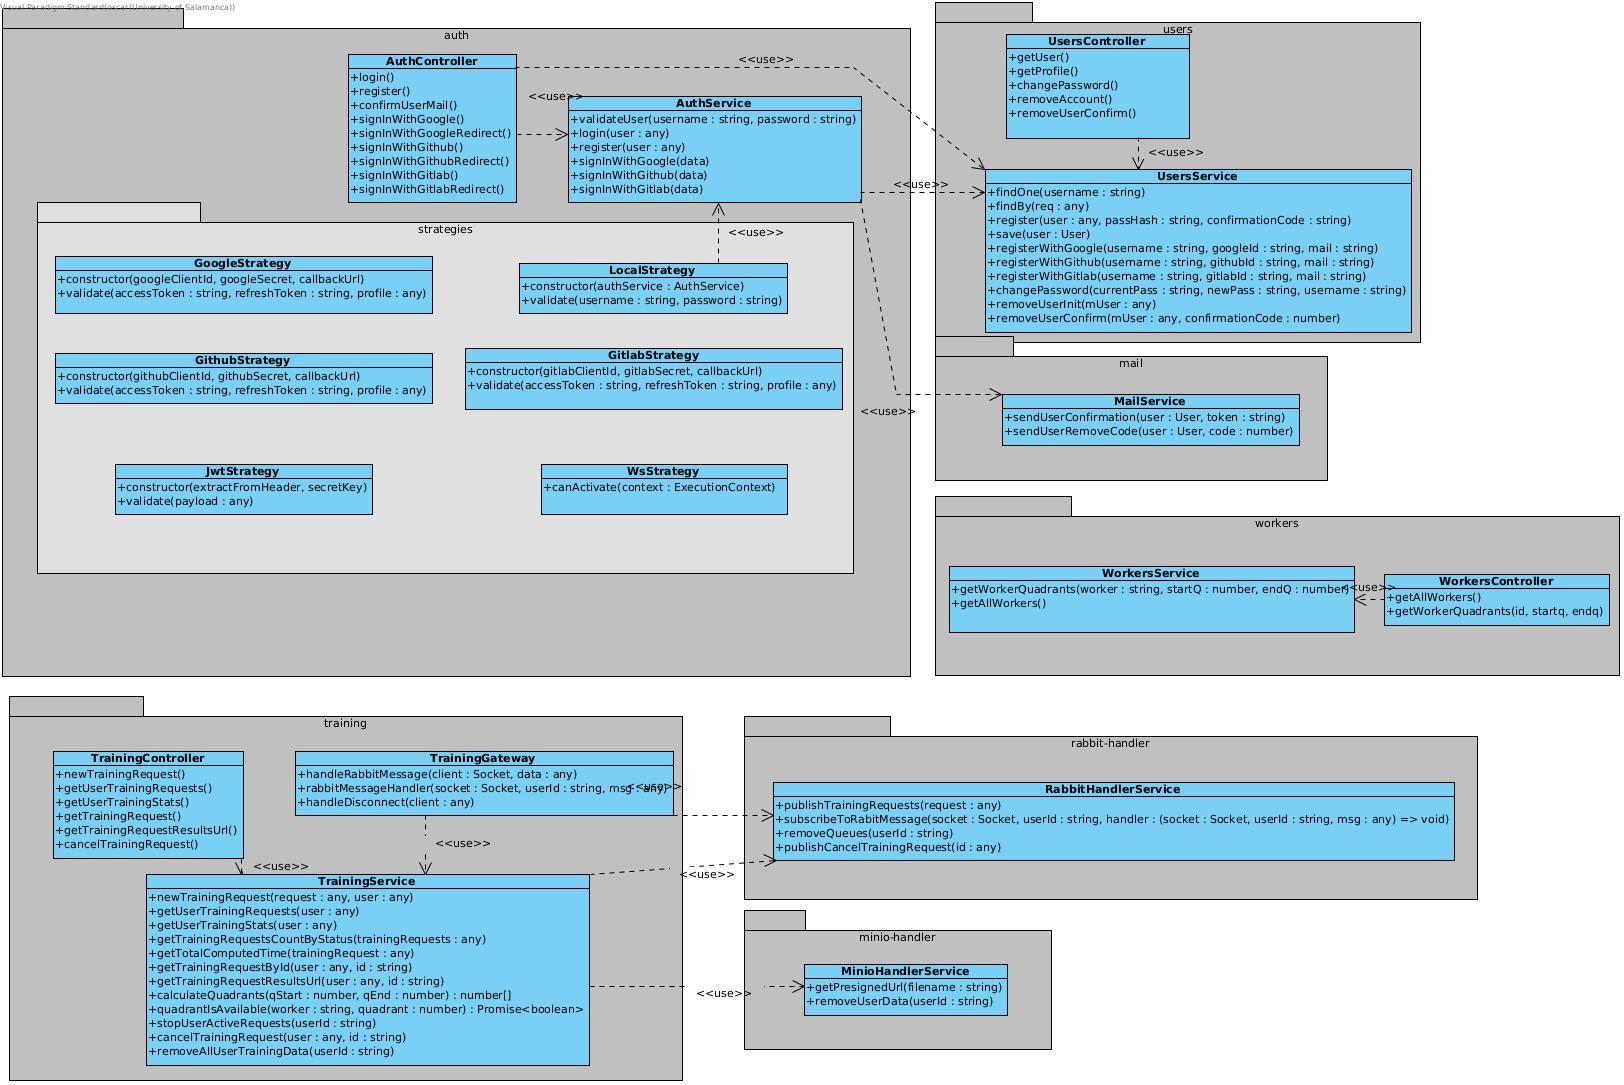 Visual Paradigm Standard(oscar(University of Salamanca))
auth
AuthController
+login()
+register()
+confirmUserMail()
+signInWithGoogle()
+signInWithGoogleRedirect()
+signInWithGithub()
+signInWithGithubRedirect()
+signInWithGitlab()
+signInWithGitlabRedirect()
<<use>>
<<use>>
AuthService
+validateUser(username : string, password : string)
+login(user : any)
+register(user : any)
+signInWithGoogle(data)
+signInWithGithub(data)
+signInWithGitlab(data)
<<use>>
<<use>>
<<use>>
strategies
GoogleStrategy
+constructor(googleClientId, googleSecret, callbackUrl)
+validate(accessToken : string, refreshToken : string, profile : any)
LocalStrategy
+constructor(authService : AuthService)
+validate(username : string, password : string)
GithubStrategy
+constructor(githubClientId, githubSecret, callbackUrl)
+validate(accessToken : string, refreshToken : string, profile : any)
GitlabStrategy
+constructor(gitlabClientId, gitlabSecret, callbackUrl)
+validate(accessToken : string, refreshToken : string, profile : any)
JwtStrategy
+constructor(extractFromHeader, secretKey)
+validate(payload : any)
WsStrategy
+canActivate(context : ExecutionContext)
users
UsersController
+getUser()
+getProfile()
+changePassword()
+removeAccount()
+removeUserConfirm()
<<use>>
UsersService
+findOne(username : string)
+findBy(req : any)
+register(user : any, passHash : string, confirmationCode : string)
+save(user : User)
+registerWithGoogle(username : string, googleId : string, mail : string)
+registerWithGithub(username : string, githubId : string, mail : string)
+registerWithGitlab(username : string, gitlabId : string, mail : string)
+changePassword(currentPass : string, newPass : string, username : string)
+removeUserInit(mUser : any)
+removeUserConfirm(mUser : any, confirmationCode : number)
mail
MailService
+sendUserConfirmation(user : User, token : string)
+sendUserRemoveCode(user : User, code : number)
workers
WorkersService
+getWorkerQuadrants(worker : string, startQ : number, endQ : number)
+getAllWorkers()
<<use>>
WorkersController
+getAllWorkers()
+getWorkerQuadrants(id, startq, endq)
training
TrainingController
+newTrainingRequest()
+getUserTrainingRequests()
+getUserTrainingStats()
+getTrainingRequest()
+getTrainingRequestResultsUrl()
+cancelTrainingRequest()
TrainingGateway
+handleRabbitMessage(client : Socket, data : any)
+rabbitMessageHandler(socket : Socket, userId : string, msg : any)
+handleDisconnect(client : any)
<<use>>
<<use>>
<<use>>
<<use>>
TrainingService
+newTrainingRequest(request : any, user : any)
+getUserTrainingRequests(user : any)
+getUserTrainingStats(user : any)
+getTrainingRequestsCountByStatus(trainingRequests : any)
+getTotalComputedTime(trainingRequest : any)
+getTrainingRequestById(user : any, id : string)
+getTrainingRequestResultsUrl(user : any, id : string)
+calculateQuadrants(qStart : number, qEnd : number) : number[]
+quadrantIsAvailable(worker : string, quadrant : number) : Promise<boolean>
+stopUserActiveRequests(userId : string)
+cancelTrainingRequest(user : any, id : string)
+removeAllUserTrainingData(userId : string)
<<use>>
rabbit-handler
RabbitHandlerService
+publishTrainingRequests(request : any)
+subscribeToRabitMessage(socket : Socket, userId : string, handler : (socket : Socket, userId : string, msg : any) => void)
+removeQueues(userId : string)
+publishCancelTrainingRequest(id : any)
minio-handler
MinioHandlerService
+getPresignedUrl(filename : string)
+removeUserData(userId : string)